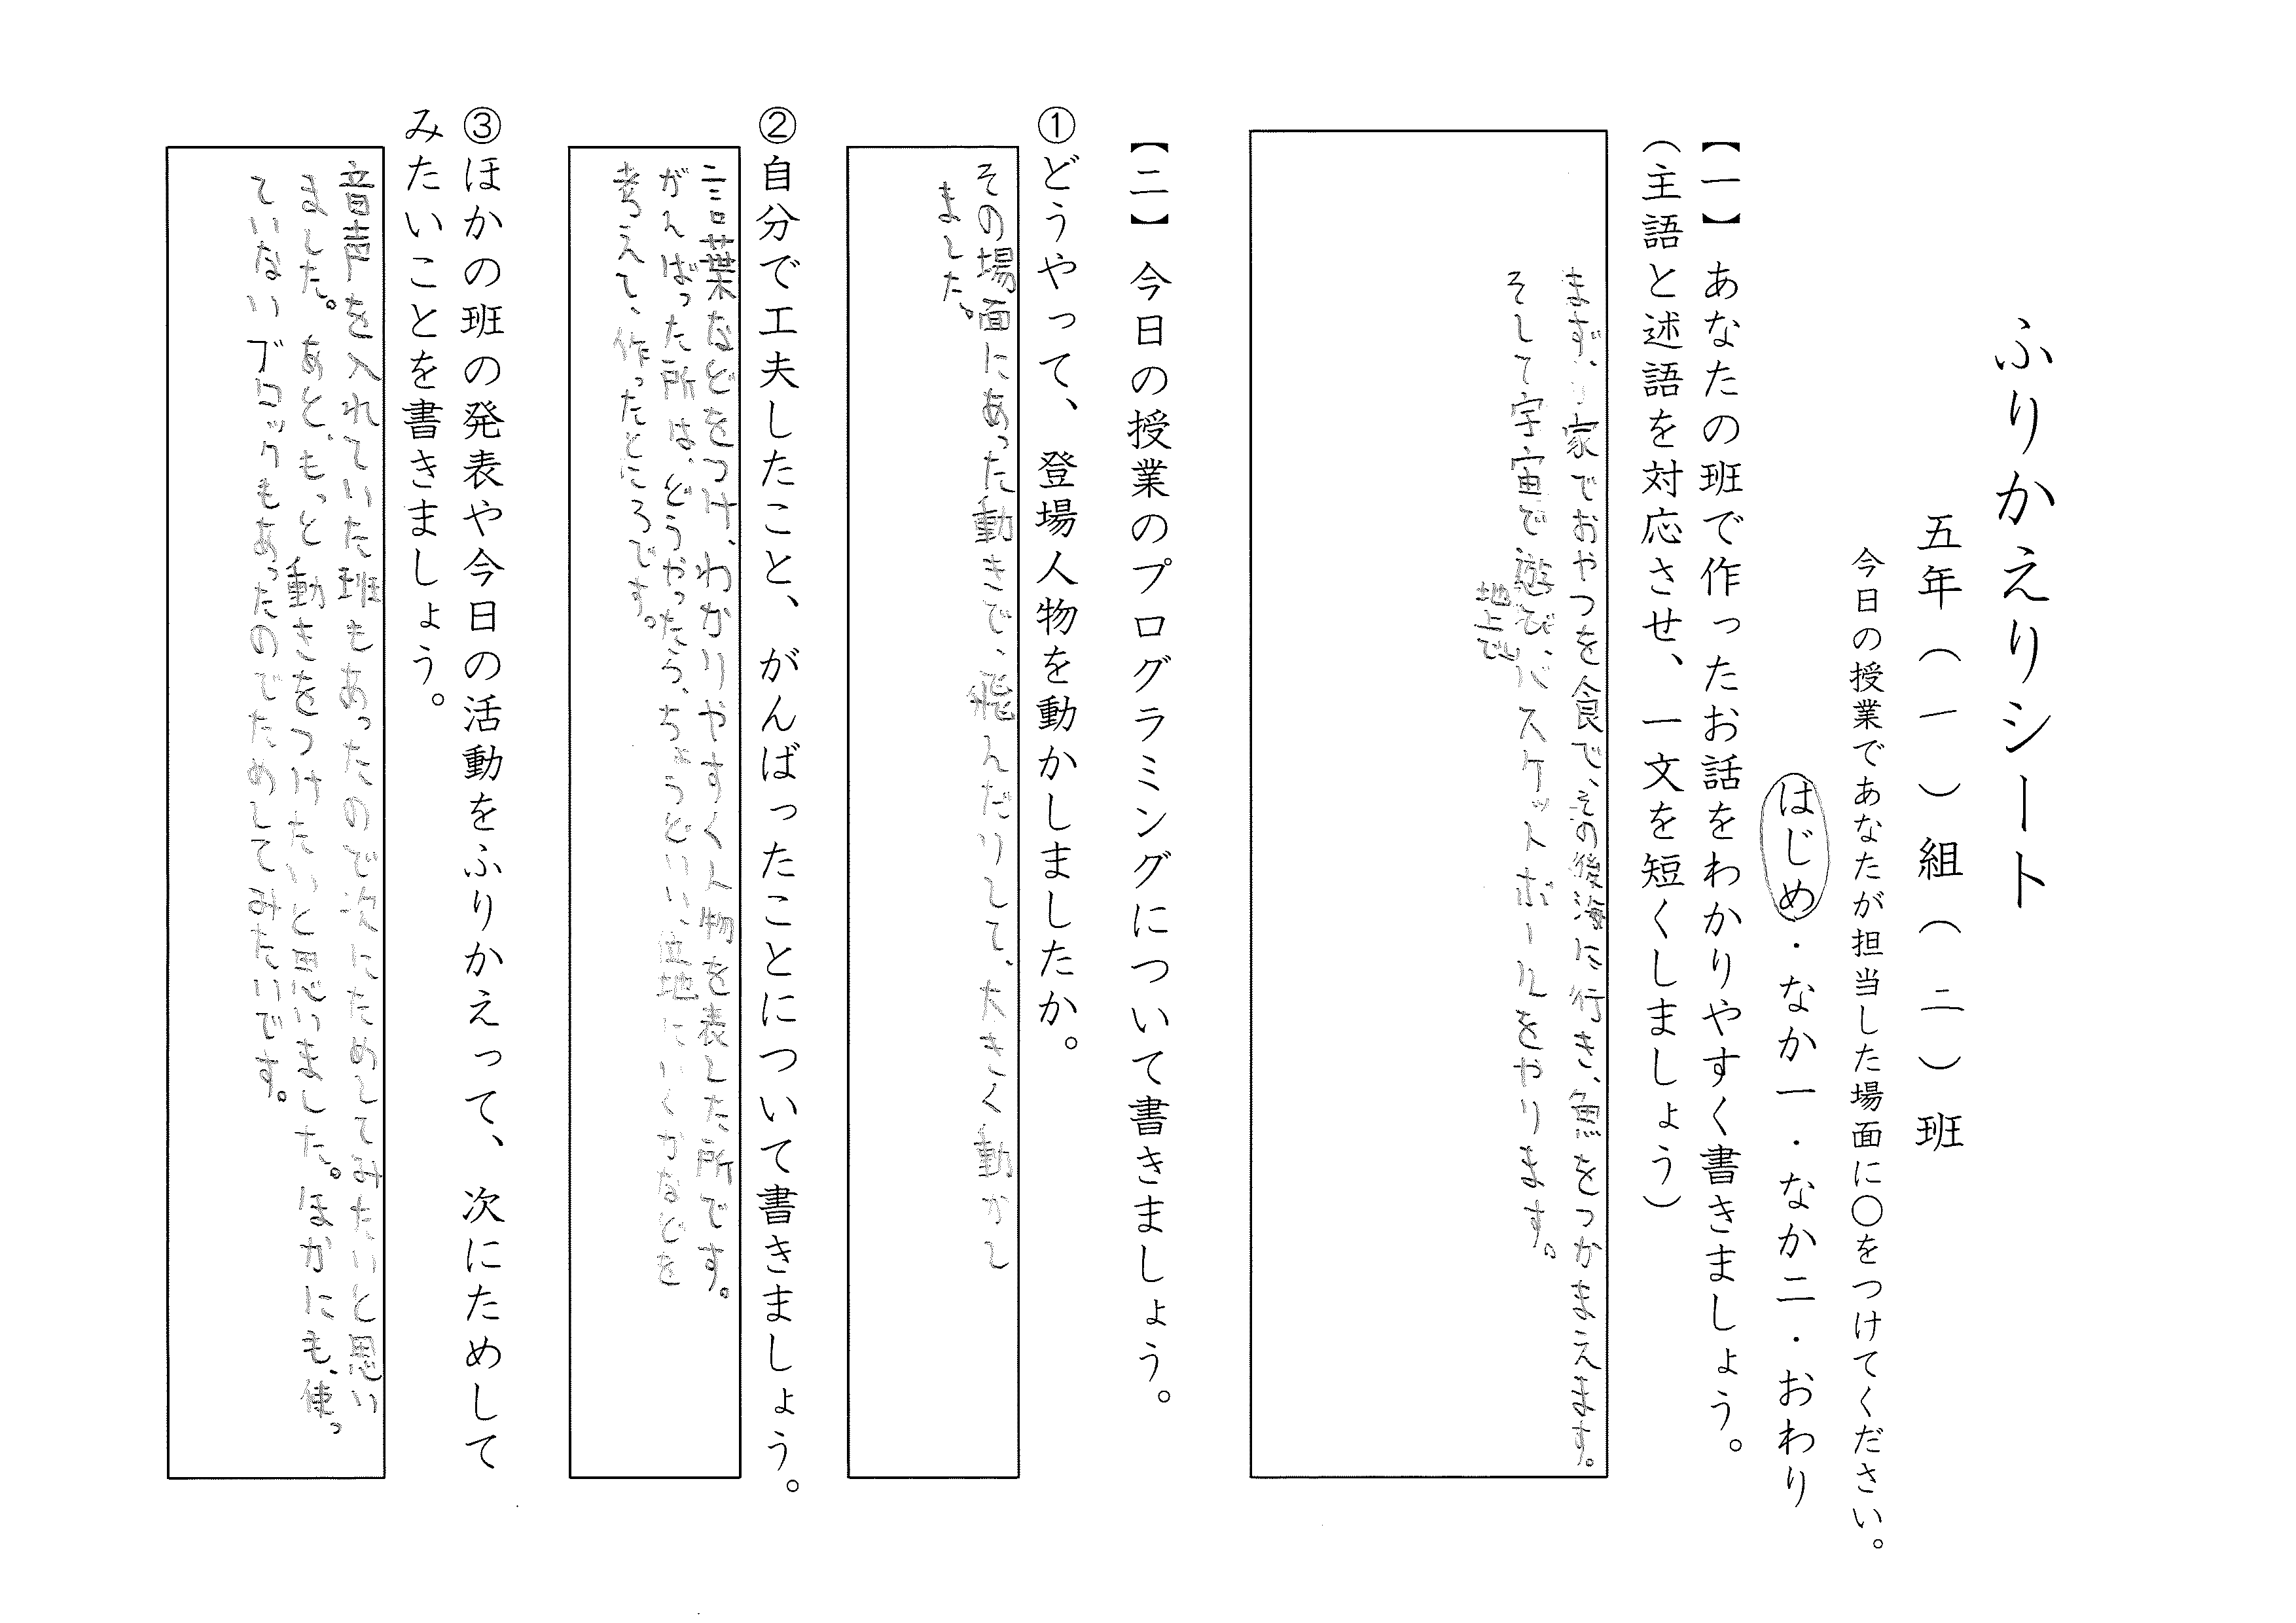 ふりかえりシート
五年（一）組（二）班
今日の授業であなたが担当した場面に〇をつけてください。
はじめ・なか一・なか二・おわり
【一】あなたの班で作ったお話をわかりやすく書きましょう。
（主語と述語を対応させ、一文を短くしましょう）
まず、家でおやつを食で、その後海に行き、魚をつかまえます。
そして宇宙で遊び、バスケットボールをやります。
地上で
【二】今日の授業のプログラミングについて書きましょう。
①どうやって、登場人物を動かしましたか。
その場面にあった動きで、飛んだりして、大きく動かし
ました。
②自分で工夫したこと、がんばったことについて書きましょう。
言葉などをつけ、わかりやすく人物を表した所です。
がんばった所は、どうやったら、ちょうどいい、位地にいくかなどを
考えて、作ったところです。
③ほかの班の発表や今日の活動をふりかえって、次にためして
みたいことを書きましょう。
音声を入れていた班もあったので次にためしてみたいと思い
ました。あと、もっと動きをつけたいと思いました。ほかにも、使っ
ていないブロックもあったのでためしてみたいです。